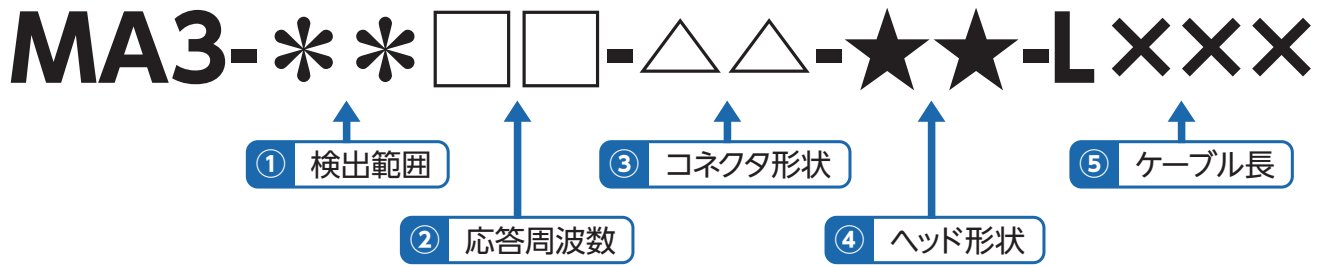 MA3-**□□-△△-★★-L×××
① 検出範囲
③ コネクタ形状
⑤ ケーブル長
② 応答周波数
④ ヘッド形状